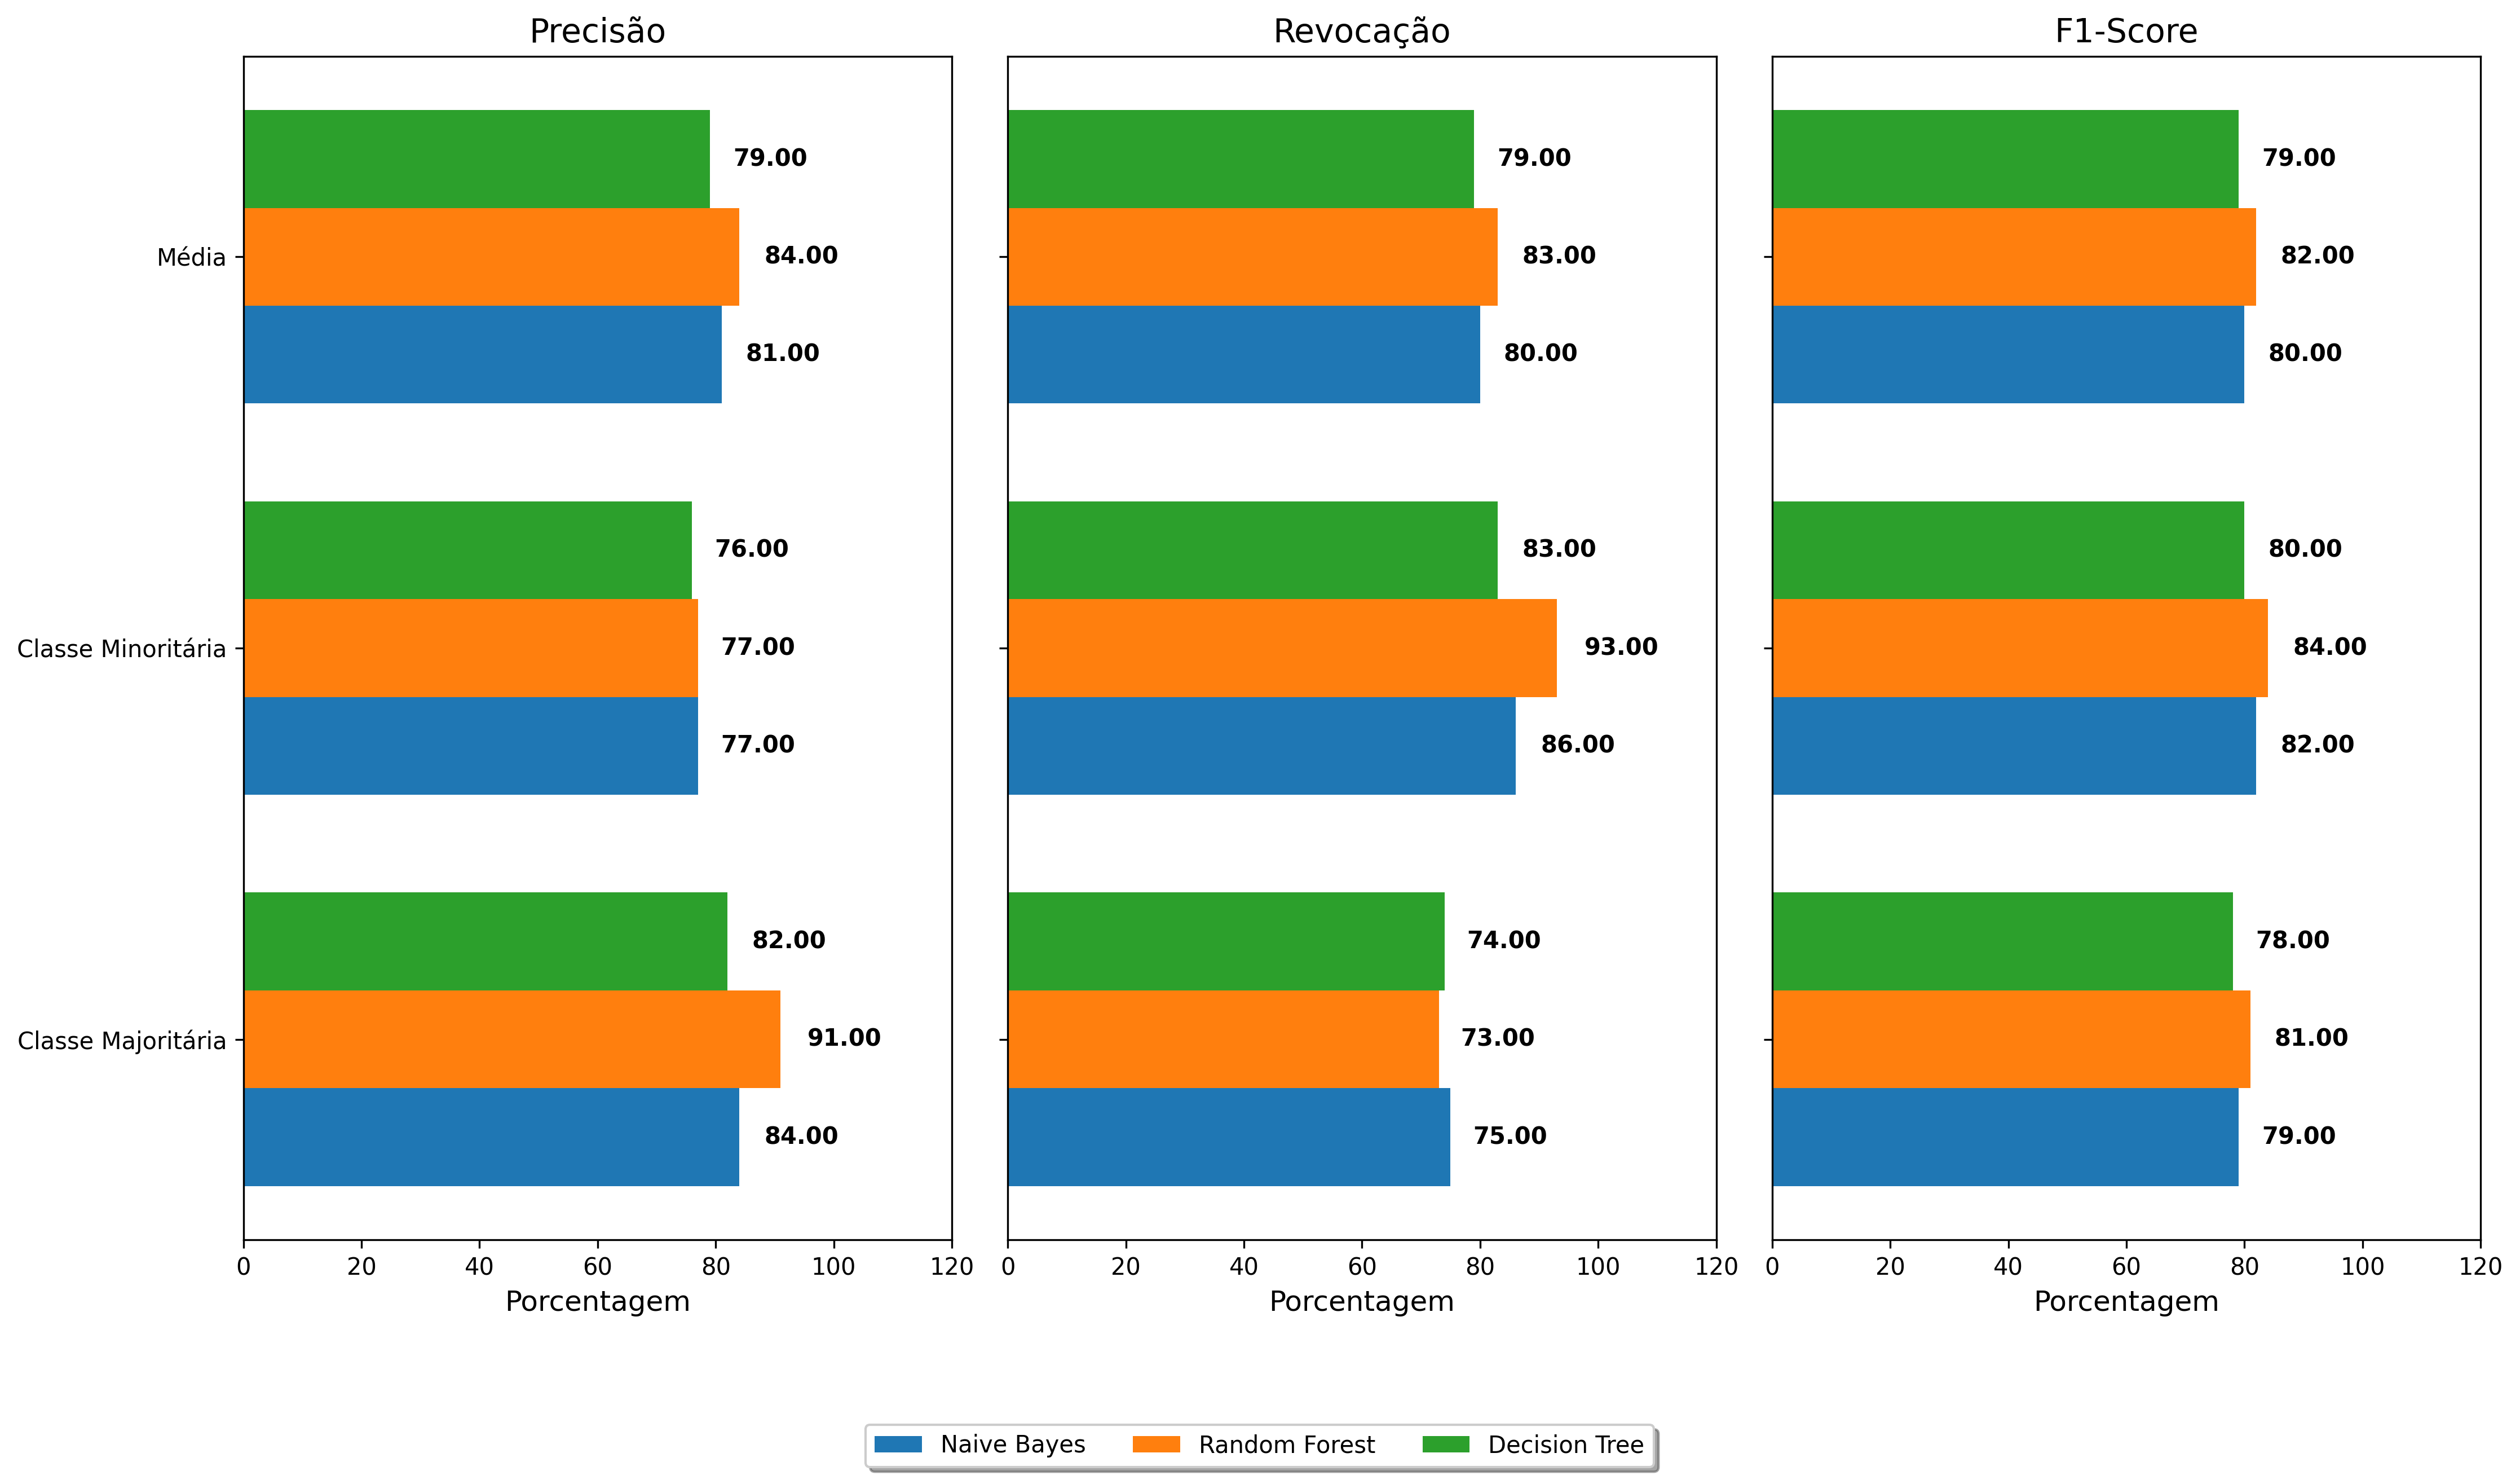 Precisão
Revocação
F1-Score
Média
Classe Minoritária
Classe Majoritária
79.00
84.00
81.00
76.00
77.00
77.00
82.00
91.00
84.00
0 20 40 60 80 100 120
Porcentagem
79.00
83.00
80.00
83.00
93.00
86.00
74.00
73.00
75.00
0 20 40 60 80 100 120
Porcentagem
79.00
82.00
80.00
80.00
84.00
82.00
78.00
81.00
79.00
0 20 40 60 80 100 120
Porcentagem
Naive Bayes Random Forest Decision Tree